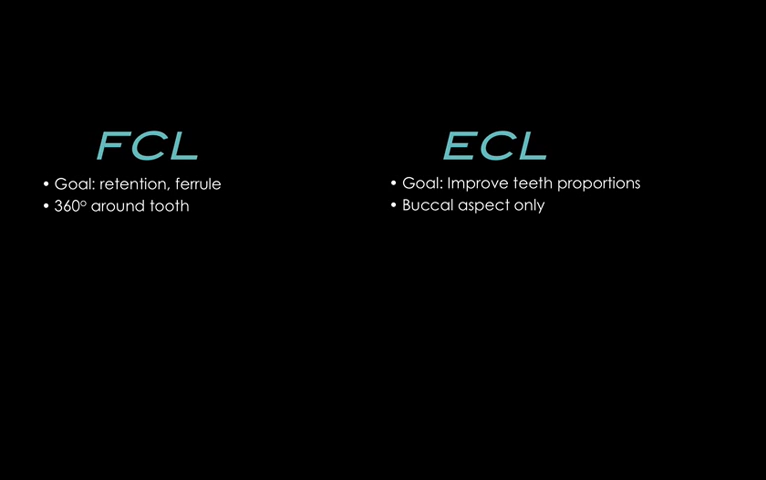 FCL
• Goal: retention, ferrule
• 360° around tooth
ECL
• Goal: Improve teeth proportions
• Buccal aspect only